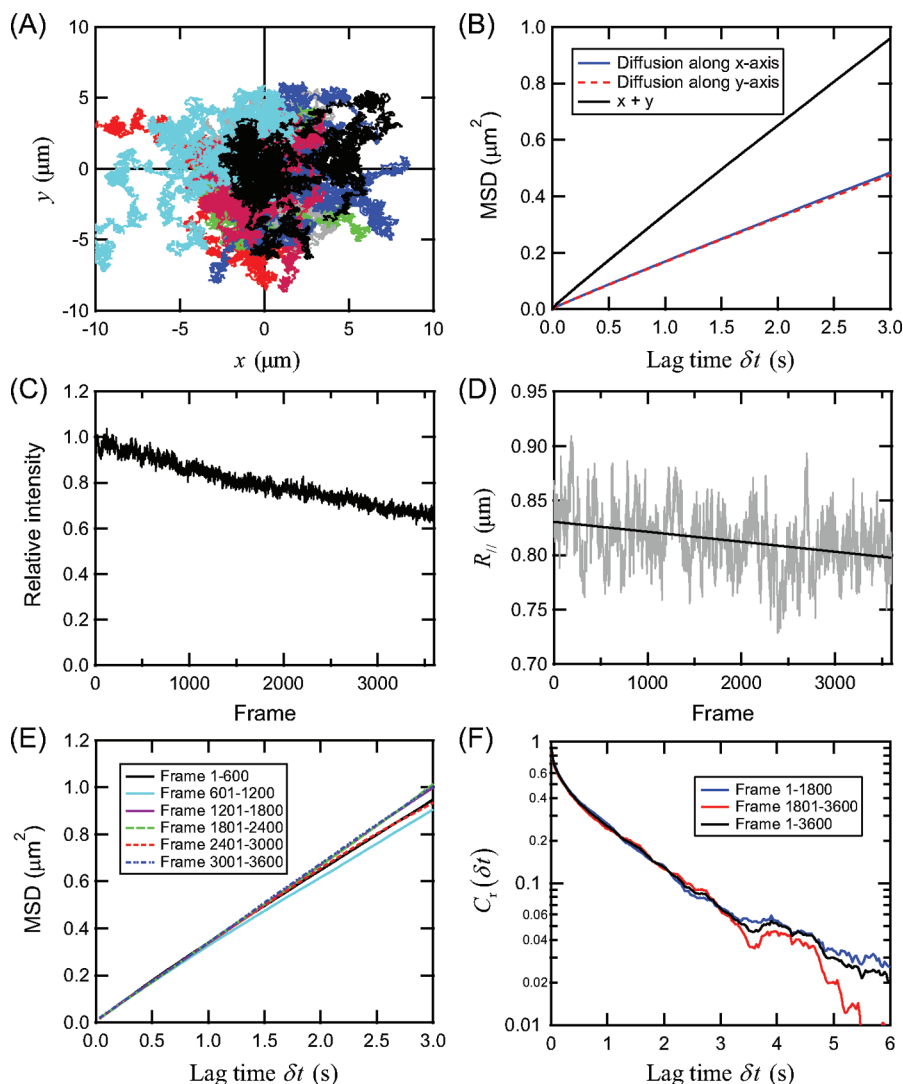 (A)
10
5
0
-5
-10
y (μm)
-10 -5 0 5 10
x (μm)
(B)
1.0
0.8
0.6
0.4
0.2
0.0
MSD (μm²)
Diffusion along x-axis
Diffusion along y-axis
x + y
0.0 0.5 1.0 1.5 2.0 2.5 3.0
Lag time δt (s)
(C)
1.2
1.0
0.8
0.6
0.4
0.2
0.0
Relative intensity
0 1000 2000 3000
Frame
(D)
0.95
0.90
0.85
0.80
0.75
0.70
R// (μm)
0 1000 2000 3000
Frame
(E)
1.2
1.0
0.8
0.6
0.4
0.2
0.0
MSD (μm²)
Frame 1-600
Frame 601-1200
Frame 1201-1800
Frame 1801-2400
Frame 2401-3000
Frame 3001-3600
0.0 0.5 1.0 1.5 2.0 2.5 3.0
Lag time δt (s)
(F)
1
0.6
0.4
0.2
0.1
0.06
0.04
0.02
0.01
Cr(δt)
Frame 1-1800
Frame 1801-3600
Frame 1-3600
0 1 2 3 4 5 6
Lag time δt (s)